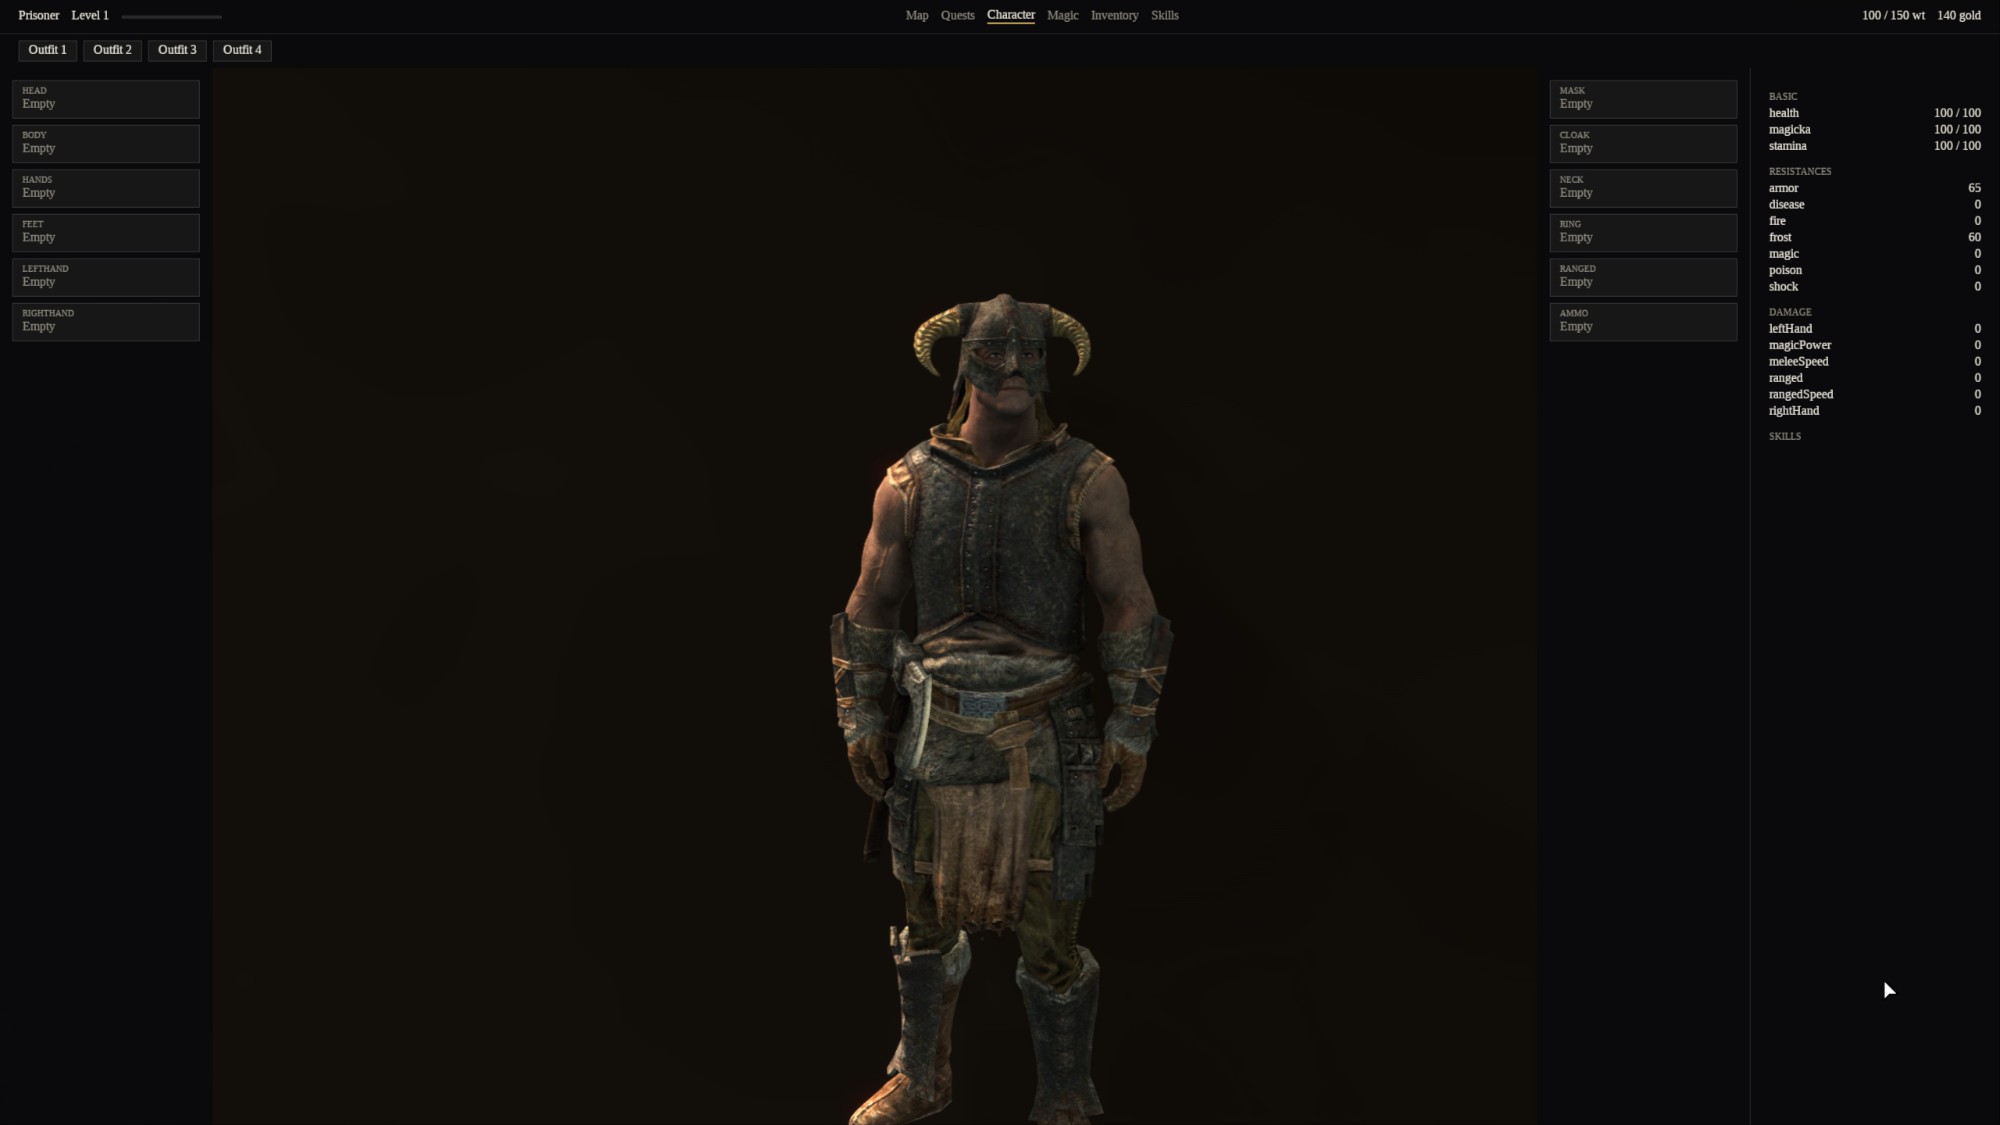 Prisoner Level 1 Map Quests Character Magic Inventory Skills 100 / 150 wt 140 gold
Outfit 1 Outfit 2 Outfit 3 Outfit 4
HEAD
Empty
BODY
Empty
HANDS
Empty
FEET
Empty
LEFTHAND
Empty
RIGHTHAND
Empty
MASK
Empty
CLOAK
Empty
NECK
Empty
RING
Empty
RANGED
Empty
AMMO
Empty
BASIC
health 100 / 100
magicka 100 / 100
stamina 100 / 100
RESISTANCES
armor 65
disease 0
fire 0
frost 60
magic 0
poison 0
shock 0
DAMAGE
leftHand 0
magicPower 0
meleeSpeed 0
ranged 0
rangedSpeed 0
rightHand 0
SKILLS